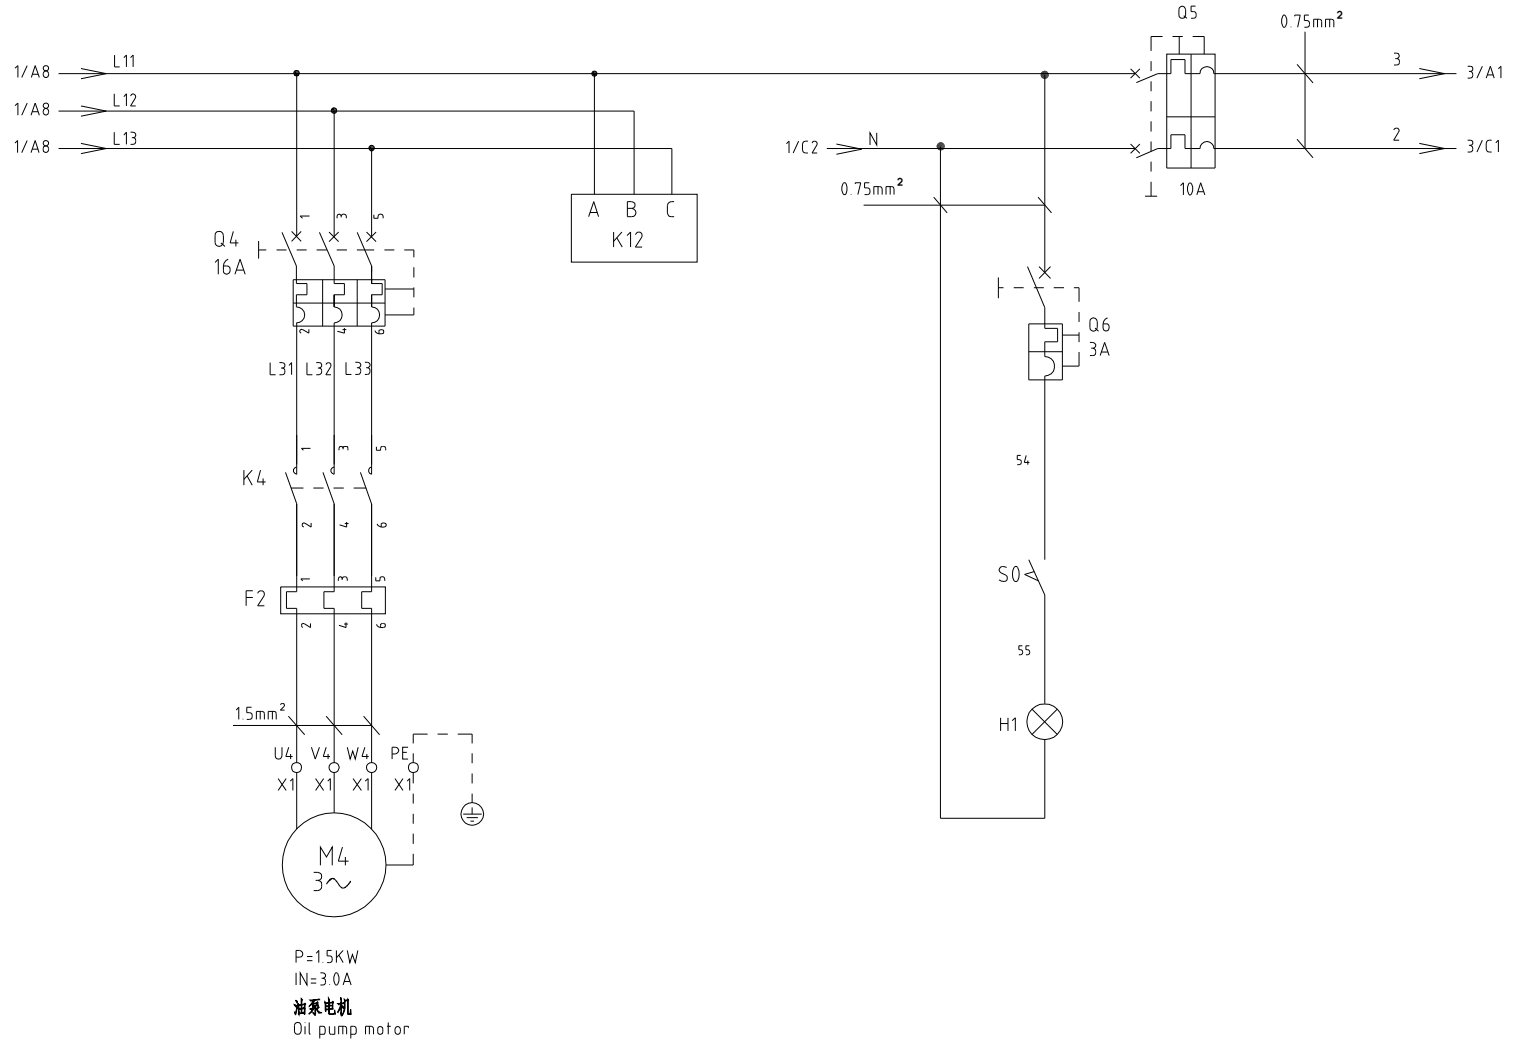 Q5
0.75mm²
1/A8 L11
3 3/A1
1/A8 L12
1/A8 L13
1/C2 N
2 3/C1
0.75mm²
10A
A B C
K12
1 3 5
Q4
16A
2 4 6
Q6
3A
L31 L32 L33
1 3 5
54
K4
2 4 6
1 3 5
S0
F2
2 4 6
55
1.5mm²
H1
U4 V4 W4 PE
X1 X1 X1 X1
M4
3~
P=1.5KW
IN=3.0A
油泵电机
Oil pump motor